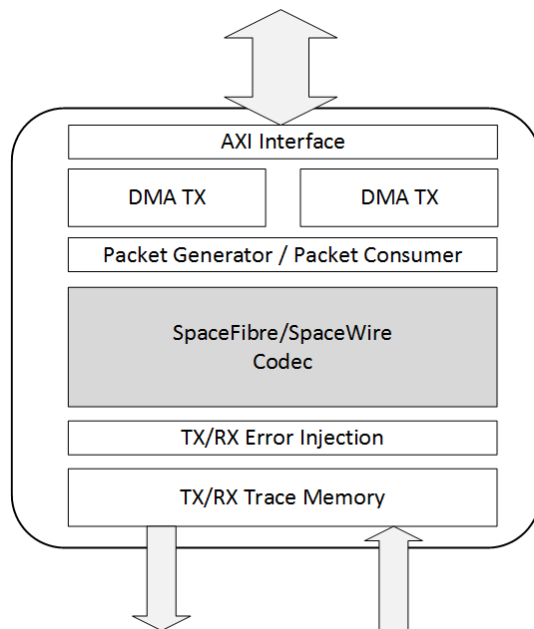 AXI Interface
DMA TX
DMA TX
Packet Generator / Packet Consumer
SpaceFibre/SpaceWire
Codec
TX/RX Error Injection
TX/RX Trace Memory